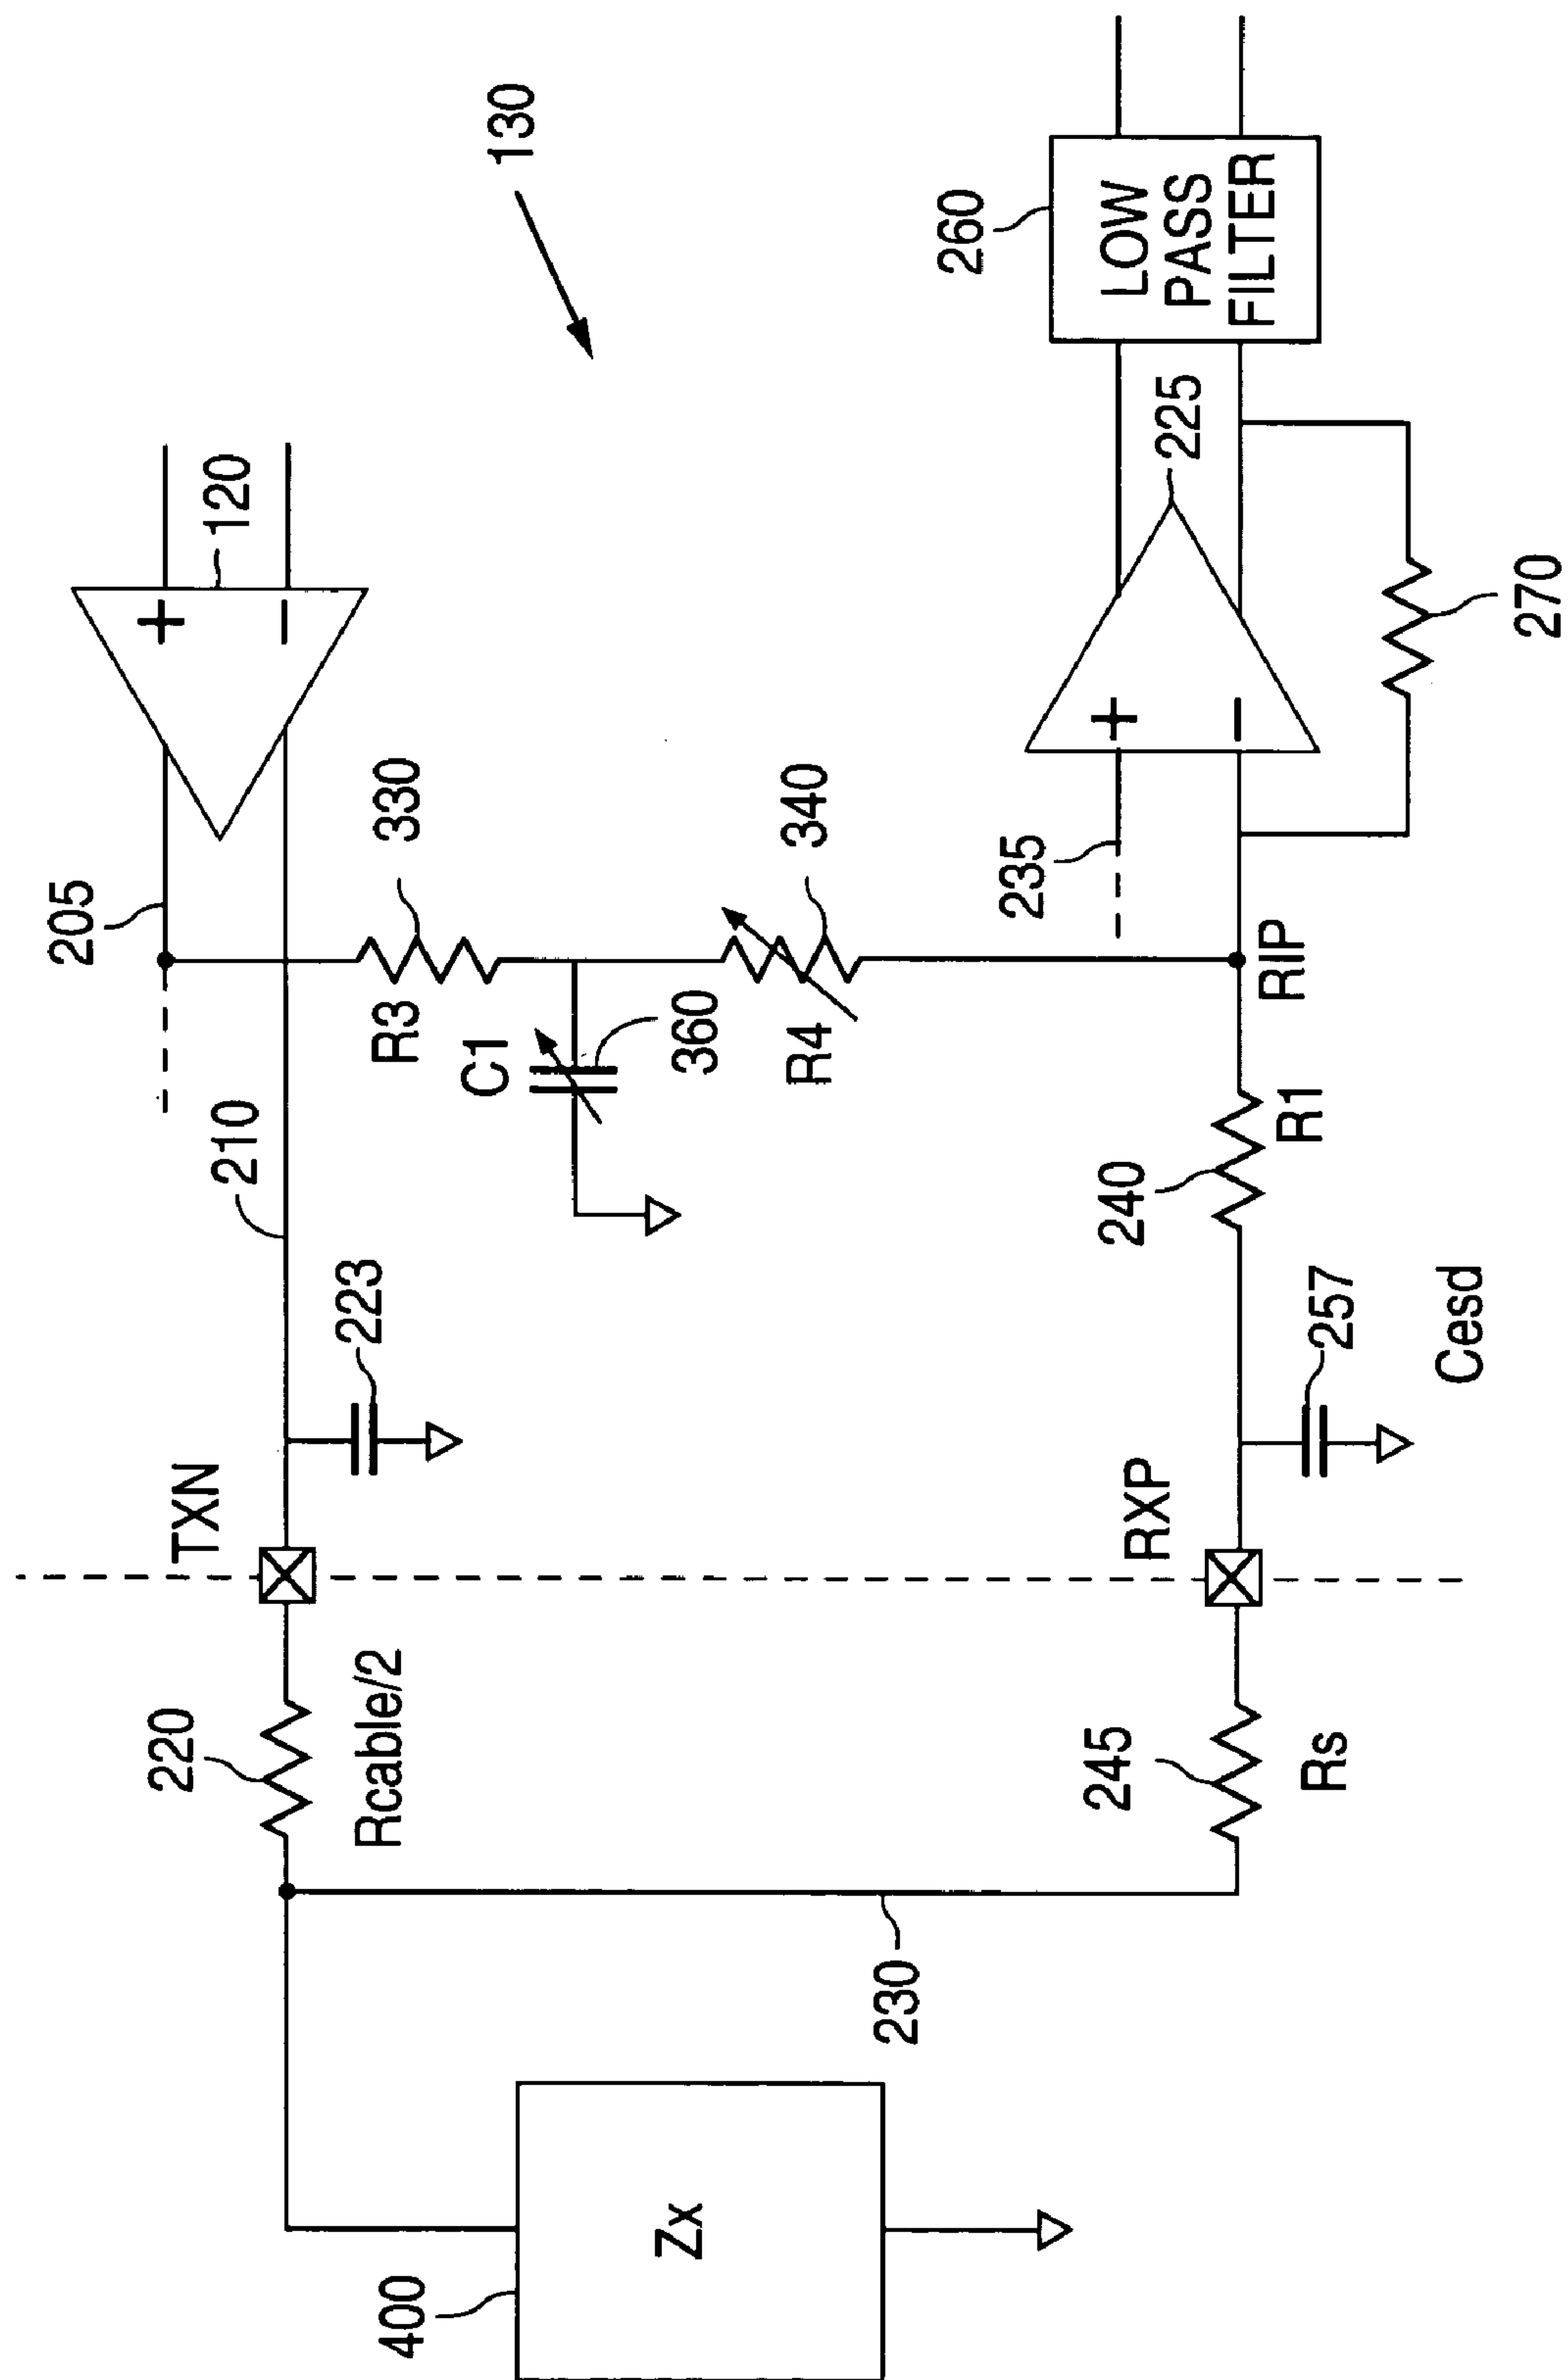 130
205
+
−
120
210
330
R3
C1
360
340
R4
TXN
223
220
Rcable/2
235
+
−
225
260
LOW
PASS
FILTER
270
RIP
240
R1
257
Cesd
RXP
245
Rs
230
400
Zx